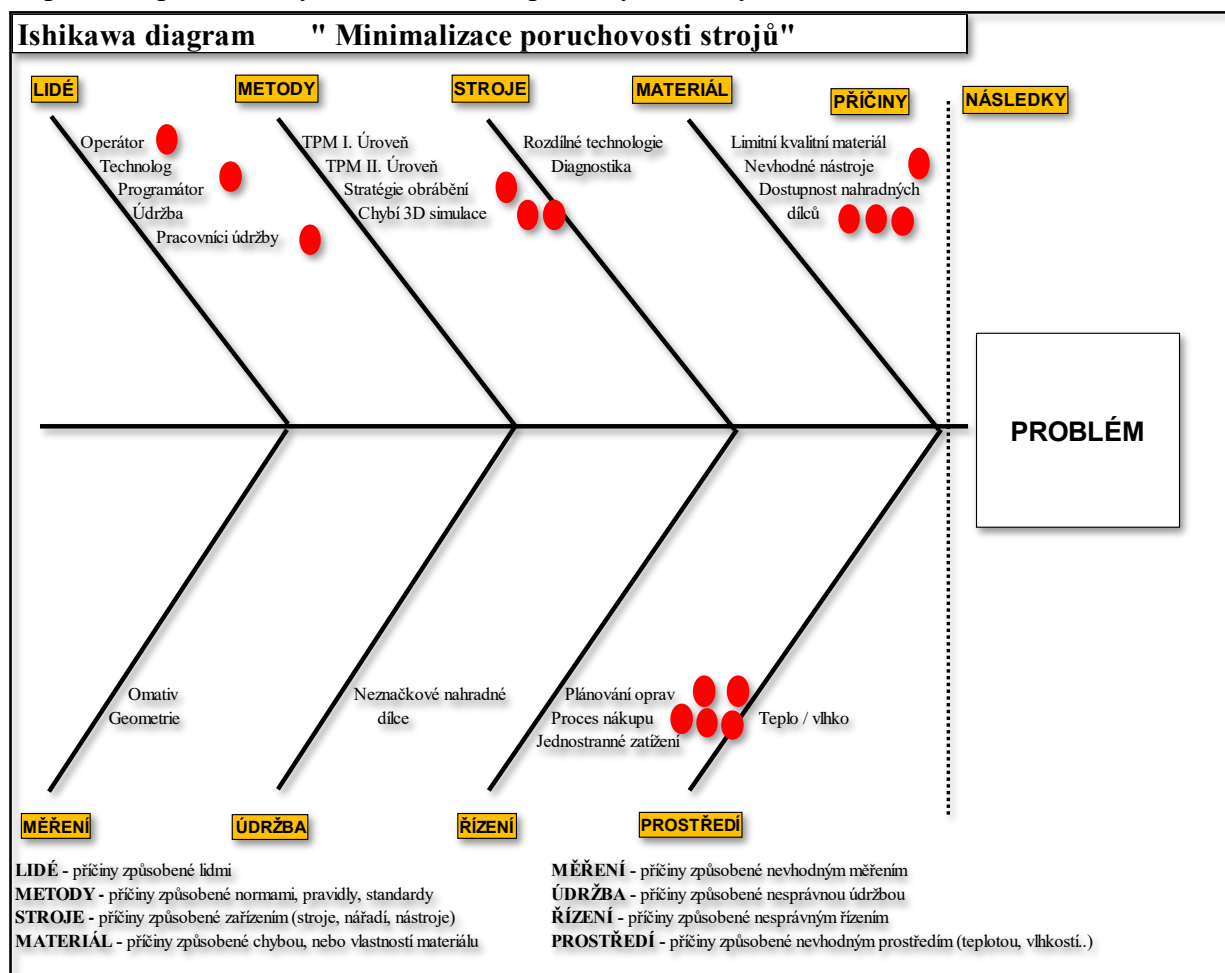 Ishikawa diagram " Minimalizace poruchovosti strojů"
LIDÉ
METODY
STROJE
MATERIÁL
PŘÍČINY
NÁSLEDKY
Operátor
Technolog
Programátor
Údržba
Pracovníci údržby
TPM I. Úroveň
TPM II. Úroveň
Stratégie obrábění
Chybí 3D simulace
Rozdílné technologie
Diagnostika
Limitní kvalitní materiál
Nevhodné nástroje
Dostupnost nahradných
dílců
PROBLÉM
Omativ
Geometrie
Neznačkové nahradné
dílce
Plánování oprav
Proces nákupu
Jednostranné zatížení
Teplo / vlhko
MĚŘENÍ
ÚDRŽBA
ŘÍZENÍ
PROSTŘEDÍ
LIDÉ - příčiny způsobené lidmi
METODY - příčiny způsobené normami, pravidly, standardy
STROJE - příčiny způsobené zařízením (stroje, nářadí, nástroje)
MATERIÁL - příčiny způsobené chybou, nebo vlastností materiálu
MĚŘENÍ - příčiny způsobené nevhodným měřením
ÚDRŽBA - příčiny způsobené nesprávnou údržbou
ŘÍZENÍ - příčiny způsobené nesprávným řízením
PROSTŘEDÍ - příčiny způsobené nevhodným prostředím (teplotou, vlhkostí..)